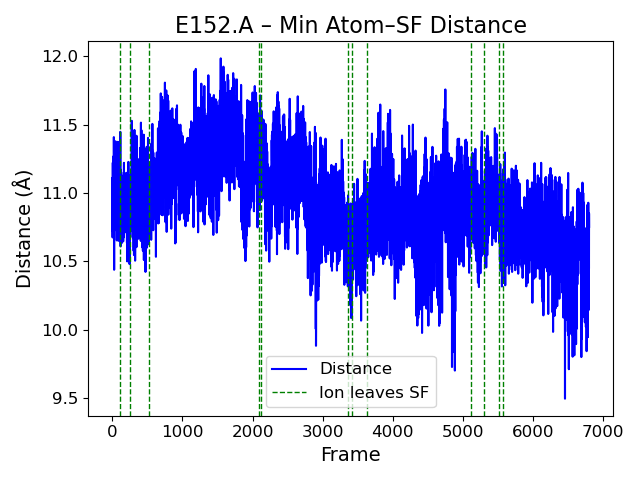 E152.A – Min Atom–SF Distance
12.0
11.5
11.0
10.5
10.0
9.5
Distance (Å)
Distance
Ion leaves SF
0 1000 2000 3000 4000 5000 6000 7000
Frame